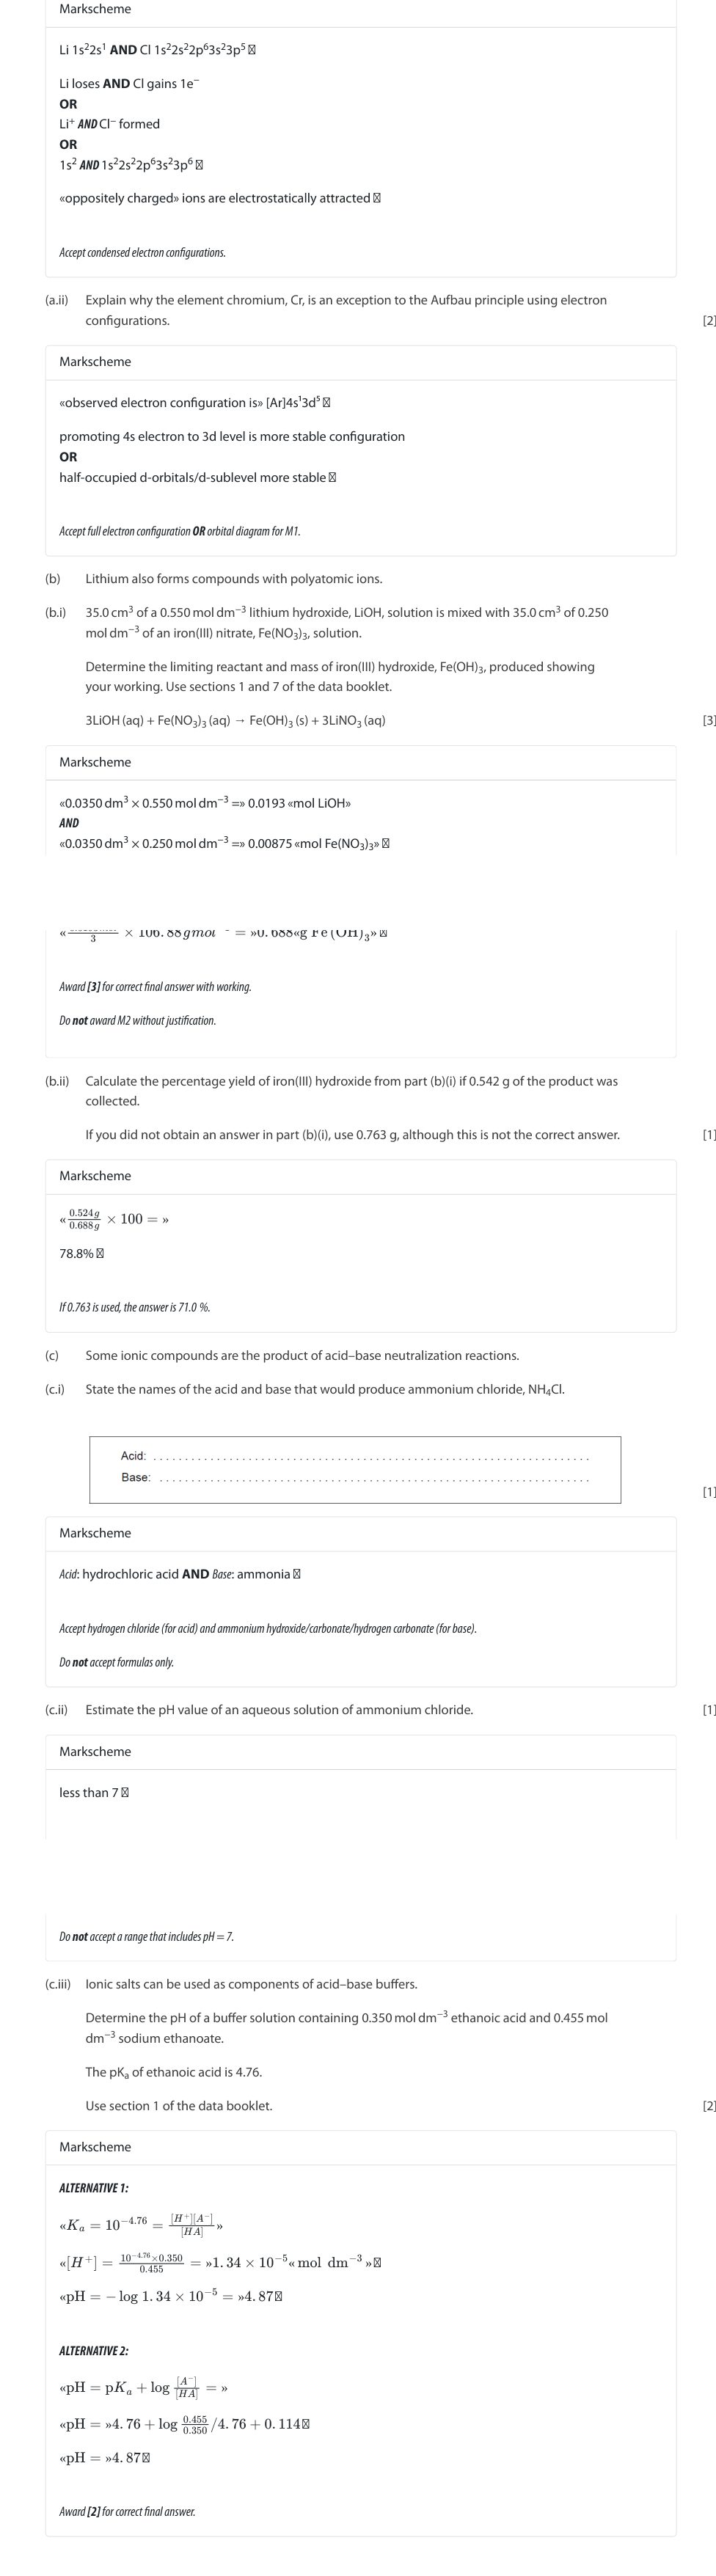 Markscheme
Li 1s²2s¹ AND Cl 1s²2s²2p⁶3s²3p⁵ 
Li loses AND Cl gains 1e⁻
OR
Li⁺ AND Cl⁻ formed
OR
1s² AND 1s²2s²2p⁶3s²3p⁶ 
«oppositely charged» ions are electrostatically attracted 
Accept condensed electron configurations.
(a.ii) Explain why the element chromium, Cr, is an exception to the Aufbau principle using electron
configurations. [2]
Markscheme
«observed electron configuration is» [Ar]4s¹3d⁵ 
promoting 4s electron to 3d level is more stable configuration
OR
half-occupied d-orbitals/d-sublevel more stable 
Accept full electron configuration OR orbital diagram for M1.
(b) Lithium also forms compounds with polyatomic ions.
(b.i) 35.0 cm³ of a 0.550 mol dm⁻³ lithium hydroxide, LiOH, solution is mixed with 35.0 cm³ of 0.250
mol dm⁻³ of an iron(III) nitrate, Fe(NO₃)₃, solution.
Determine the limiting reactant and mass of iron(III) hydroxide, Fe(OH)₃, produced showing
your working. Use sections 1 and 7 of the data booklet.
3LiOH (aq) + Fe(NO₃)₃ (aq) → Fe(OH)₃ (s) + 3LiNO₃ (aq) [3]
Markscheme
«0.0350 dm³ × 0.550 mol dm⁻³ =» 0.0193 «mol LiOH»
AND
«0.0350 dm³ × 0.250 mol dm⁻³ =» 0.00875 «mol Fe(NO₃)₃» 
3 × 106.88gmol = »0.688«g Fe(OH)₃» 
Award [3] for correct final answer with working.
Do not award M2 without justification.
(b.ii) Calculate the percentage yield of iron(III) hydroxide from part (b)(i) if 0.542 g of the product was
collected.
If you did not obtain an answer in part (b)(i), use 0.763 g, although this is not the correct answer. [1]
Markscheme
«0.524g/0.688g × 100 = »
78.8% 
If 0.763 is used, the answer is 71.0 %.
(c) Some ionic compounds are the product of acid–base neutralization reactions.
(c.i) State the names of the acid and base that would produce ammonium chloride, NH₄Cl.
Acid: ......................................................................
Base: ......................................................................
[1]
Markscheme
Acid: hydrochloric acid AND Base: ammonia 
Accept hydrogen chloride (for acid) and ammonium hydroxide/carbonate/hydrogen carbonate (for base).
Do not accept formulas only.
(c.ii) Estimate the pH value of an aqueous solution of ammonium chloride. [1]
Markscheme
less than 7 
Do not accept a range that includes pH = 7.
(c.iii) Ionic salts can be used as components of acid–base buffers.
Determine the pH of a buffer solution containing 0.350 mol dm⁻³ ethanoic acid and 0.455 mol
dm⁻³ sodium ethanoate.
The pKₐ of ethanoic acid is 4.76.
Use section 1 of the data booklet. [2]
Markscheme
ALTERNATIVE 1:
«Kₐ = 10⁻⁴·⁷⁶ = [H⁺][A⁻]/[HA]»
«[H⁺] = 10⁻⁴·⁷⁶×0.350/0.455 = »1.34 × 10⁻⁵«mol dm⁻³ »
«pH = − log 1.34 × 10⁻⁵ = »4.87
ALTERNATIVE 2:
«pH = pKₐ + log [A⁻]/[HA] = »
«pH = »4.76 + log 0.455/0.350 /4.76 + 0.114
«pH = »4.87
Award [2] for correct final answer.